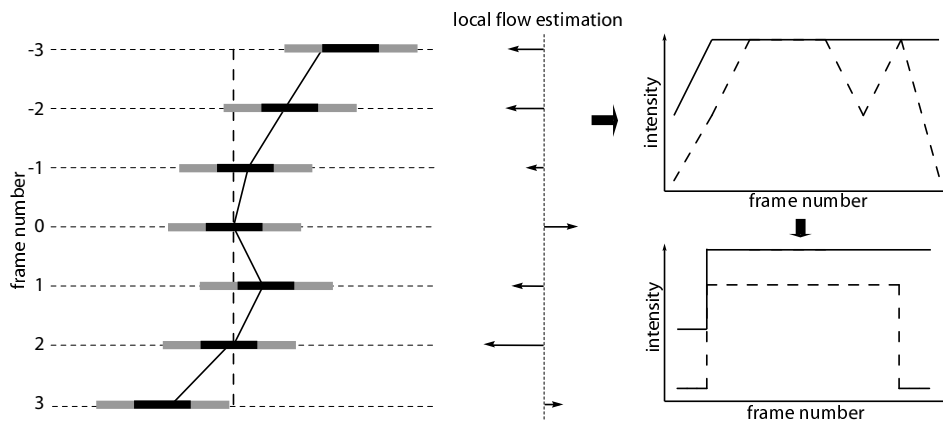 local flow estimation
-3
-2
-1
0
1
2
3
frame number
intensity
frame number
intensity
frame number